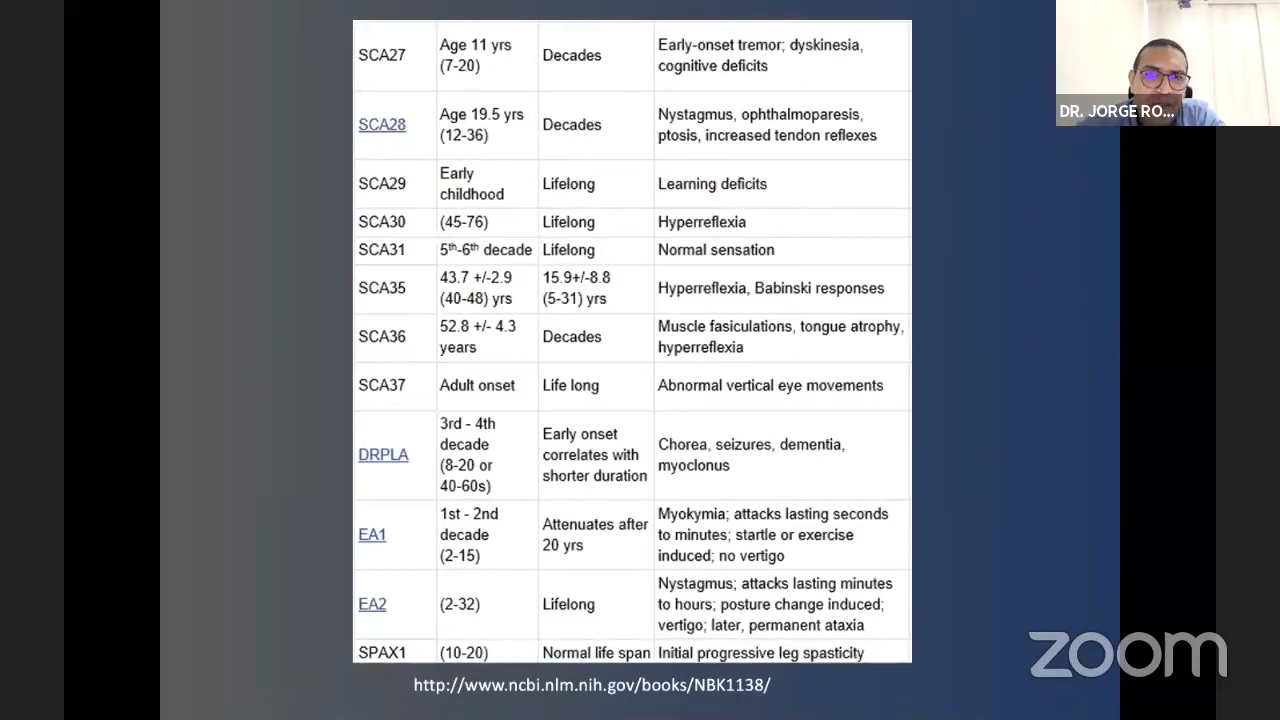 SCA27
Age 11 yrs
(7-20)
Decades
Early-onset tremor; dyskinesia,
cognitive deficits
SCA28
Age 19.5 yrs
(12-36)
Decades
Nystagmus, ophthalmoparesis,
ptosis, increased tendon reflexes
SCA29
Early
childhood
Lifelong
Learning deficits
SCA30
(45-76)
Lifelong
Hyperreflexia
SCA31
5th-6th decade
Lifelong
Normal sensation
SCA35
43.7 +/-2.9
(40-48) yrs
15.9+/-8.8
(5-31) yrs
Hyperreflexia, Babinski responses
SCA36
52.8 +/- 4.3
years
Decades
Muscle fasiculations, tongue atrophy,
hyperreflexia
SCA37
Adult onset
Life long
Abnormal vertical eye movements
DRPLA
3rd - 4th
decade
(8-20 or
40-60s)
Early onset
correlates with
shorter duration
Chorea, seizures, dementia,
myoclonus
EA1
1st - 2nd
decade
(2-15)
Attenuates after
20 yrs
Myokymia; attacks lasting seconds
to minutes; startle or exercise
induced; no vertigo
EA2
(2-32)
Lifelong
Nystagmus; attacks lasting minutes
to hours; posture change induced;
vertigo; later, permanent ataxia
SPAX1
(10-20)
Normal life span
Initial progressive leg spasticity
http://www.ncbi.nlm.nih.gov/books/NBK1138/
DR. JORGE RO...
zoom